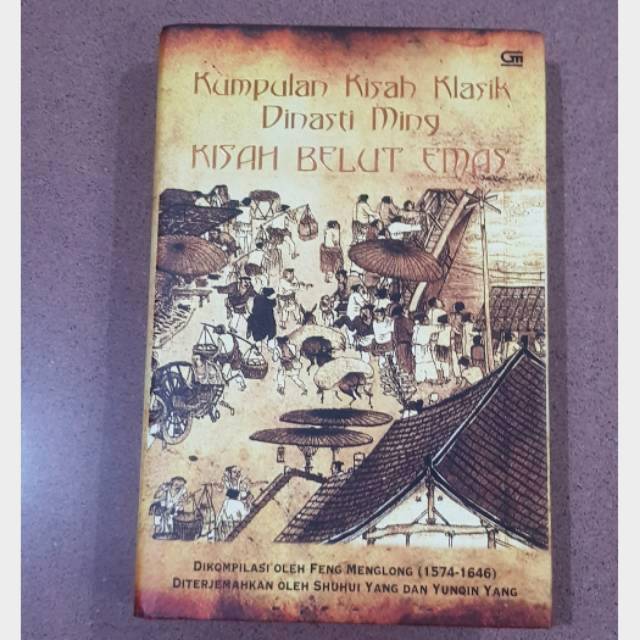 GM
Kumpulan Kisah Klasik
Dinasti Ming
KISAH BELUT EMAS
DIKOMPILASI OLEH FENG MENGLONG (1574-1646)
DITERJEMAHKAN OLEH SHUHUI YANG DAN YUNQIN YANG